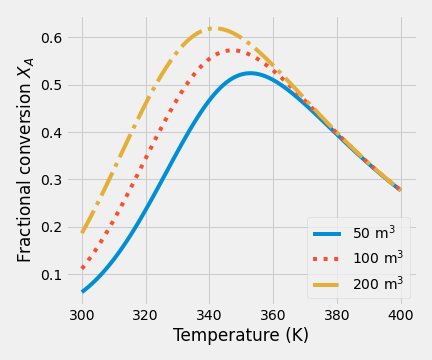 Fractional conversion X_A
0.6
0.5
0.4
0.3
0.2
0.1
50 m³
100 m³
200 m³
300 320 340 360 380 400
Temperature (K)